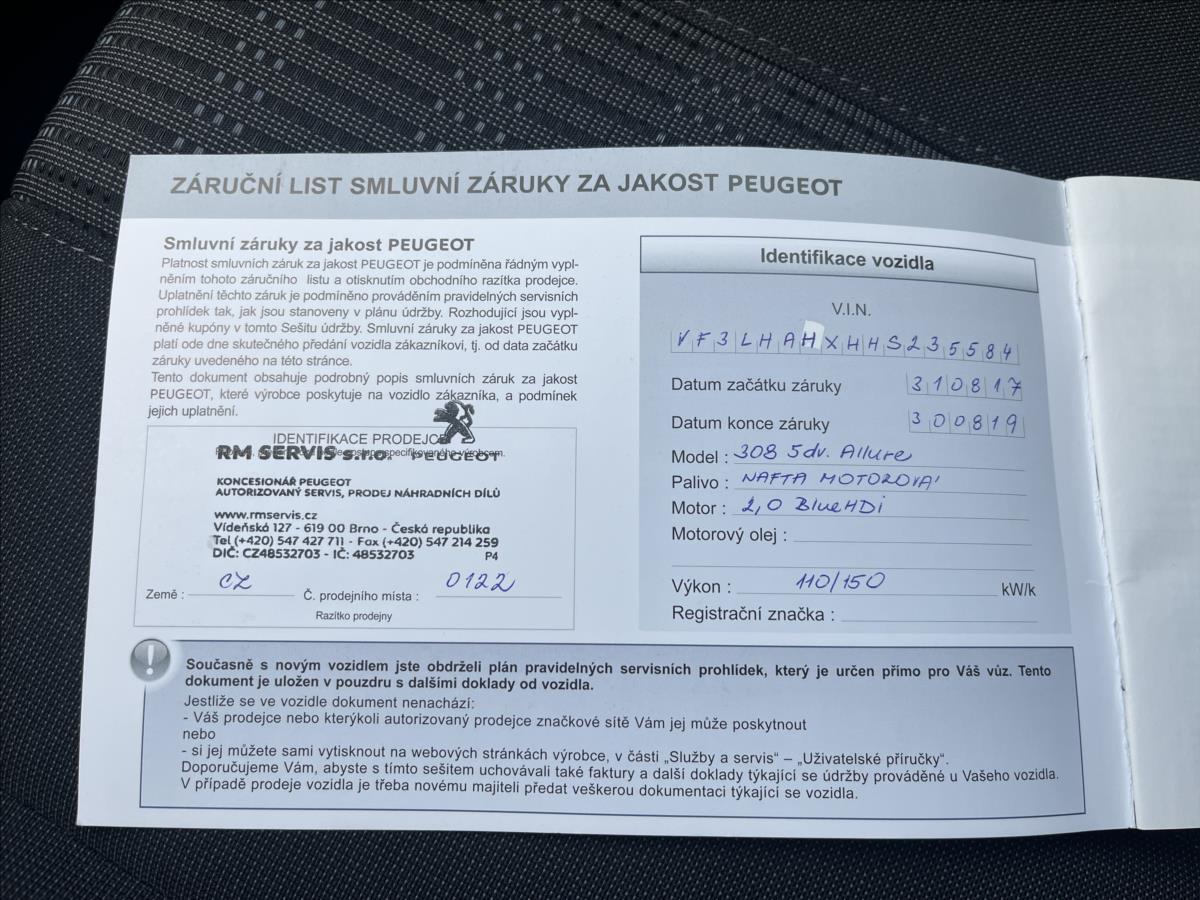 ZÁRUČNÍ LIST SMLUVNÍ ZÁRUKY ZA JAKOST PEUGEOT
Smluvní záruky za jakost PEUGEOT
Platnost smluvních záruk za jakost PEUGEOT je podmíněna řádným vypl-
něním tohoto záručního listu a otisknutím obchodního razítka prodejce.
Uplatnění těchto záruk je podmíněno prováděním pravidelných servisních
prohlídek tak, jak jsou stanoveny v plánu údržby. Rozhodující jsou vypl-
něné kupóny v tomto Sešitu údržby. Smluvní záruky za jakost PEUGEOT
platí ode dne skutečného předání vozidla zákazníkovi, tj. od data začátku
záruky uvedeného na této stránce.
Tento dokument obsahuje podrobný popis smluvních záruk za jakost
PEUGEOT, které výrobce poskytuje na vozidlo zákazníka, a podmínek
jejich uplatnění.
IDENTIFIKACE PRODEJCE
RM SERVIS s.r.o. PEUGEOT
KONCESIONÁŘ PEUGEOT
AUTORIZOVANÝ SERVIS, PRODEJ NÁHRADNÍCH DÍLŮ
www.rmservis.cz
Vídeňská 127 - 619 00 Brno - Česká republika
Tel (+420) 547 427 711 - Fax (+420) 547 214 259
DIČ: CZ48532703 - IČ: 48532703 P4
Země : CZ Č. prodejního místa : 0122
Razítko prodejny
Identifikace vozidla
V.I.N.
VF3LHAHXHHS235584
Datum začátku záruky 310817
Datum konce záruky 300819
Model : 308 5dv. Allure
Palivo : NAFTA MOTOROVÁ
Motor : 2,0 BlueHDi
Motorový olej :
Výkon : 110/150 kW/k
Registrační značka :
!
Současně s novým vozidlem jste obdrželi plán pravidelných servisních prohlídek, který je určen přímo pro Váš vůz. Tento
dokument je uložen v pouzdru s dalšími doklady od vozidla.
Jestliže se ve vozidle dokument nenachází:
- Váš prodejce nebo kterýkoli autorizovaný prodejce značkové sítě Vám jej může poskytnout
nebo
- si jej můžete sami vytisknout na webových stránkách výrobce, v části „Služby a servis“ – „Uživatelské příručky“.
Doporučujeme Vám, abyste s tímto sešitem uchovávali také faktury a další doklady týkající se údržby prováděné u Vašeho vozidla.
V případě prodeje vozidla je třeba novému majiteli předat veškerou dokumentaci týkající se vozidla.